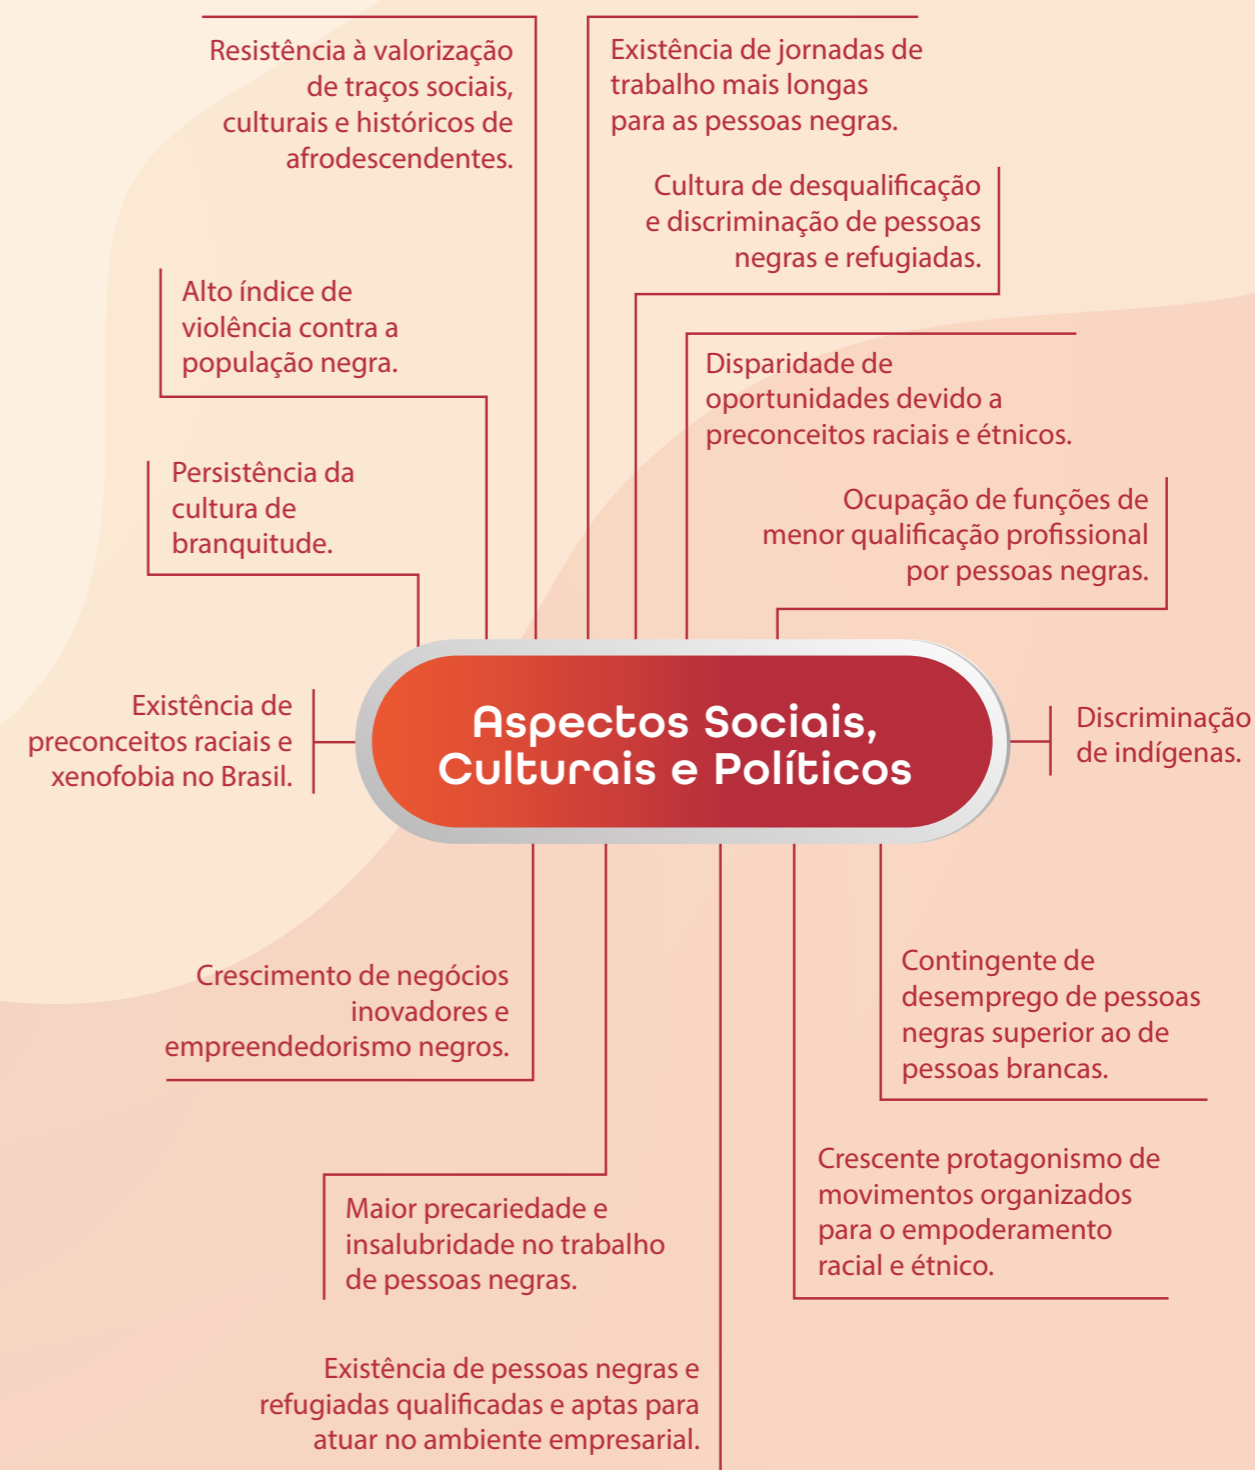 Resistência à valorização
de traços sociais,
culturais e históricos de
afrodescendentes.
Existência de jornadas de
trabalho mais longas
para as pessoas negras.
Cultura de desqualificação
e discriminação de pessoas
negras e refugiadas.
Alto índice de
violência contra a
população negra.
Disparidade de
oportunidades devido a
preconceitos raciais e étnicos.
Persistência da
cultura de
branquitude.
Ocupação de funções de
menor qualificação profissional
por pessoas negras.
Existência de
preconceitos raciais e
xenofobia no Brasil.
Aspectos Sociais,
Culturais e Políticos
Discriminação
de indígenas.
Crescimento de negócios
inovadores e
empreendedorismo negros.
Contingente de
desemprego de pessoas
negras superior ao de
pessoas brancas.
Maior precariedade e
insalubridade no trabalho
de pessoas negras.
Crescente protagonismo de
movimentos organizados
para o empoderamento
racial e étnico.
Existência de pessoas negras e
refugiadas qualificadas e aptas para
atuar no ambiente empresarial.